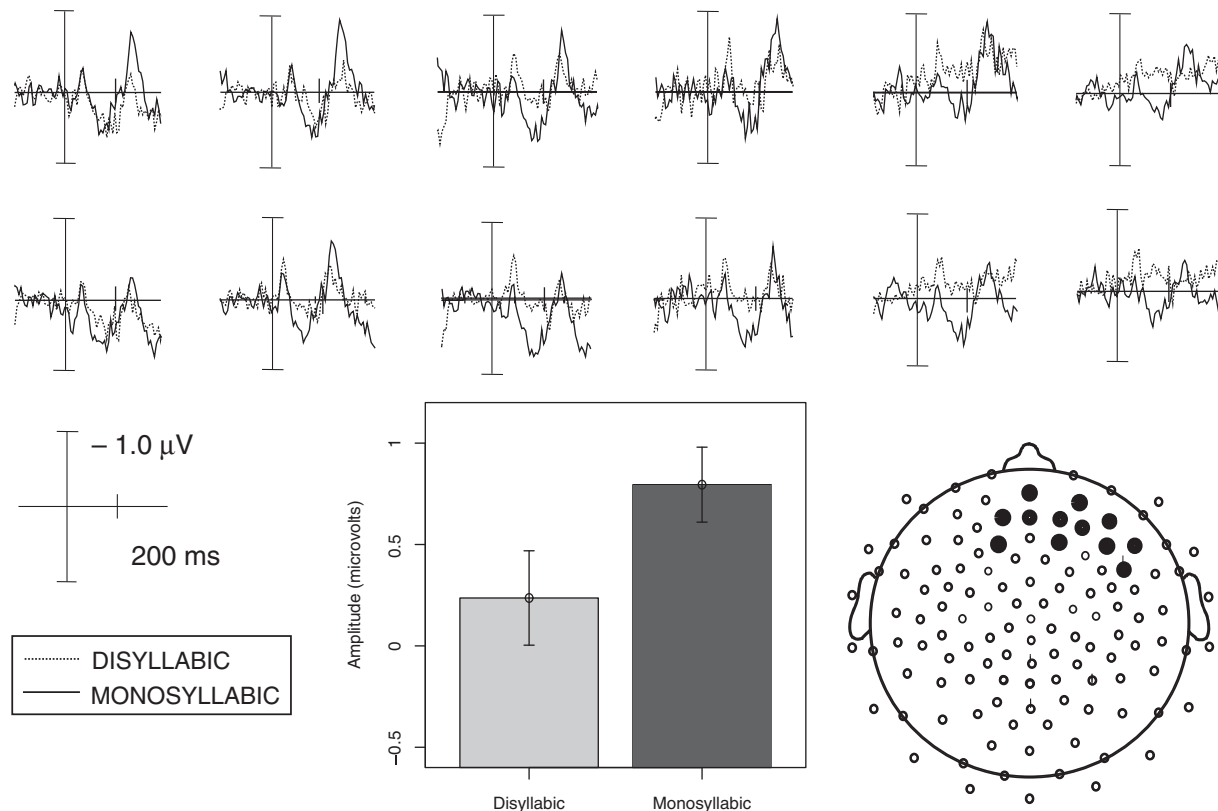 – 1.0 μV
200 ms
DISYLLABIC
MONOSYLLABIC
Amplitude (microvolts)
1
0.5
0
–0.5
Disyllabic
Monosyllabic